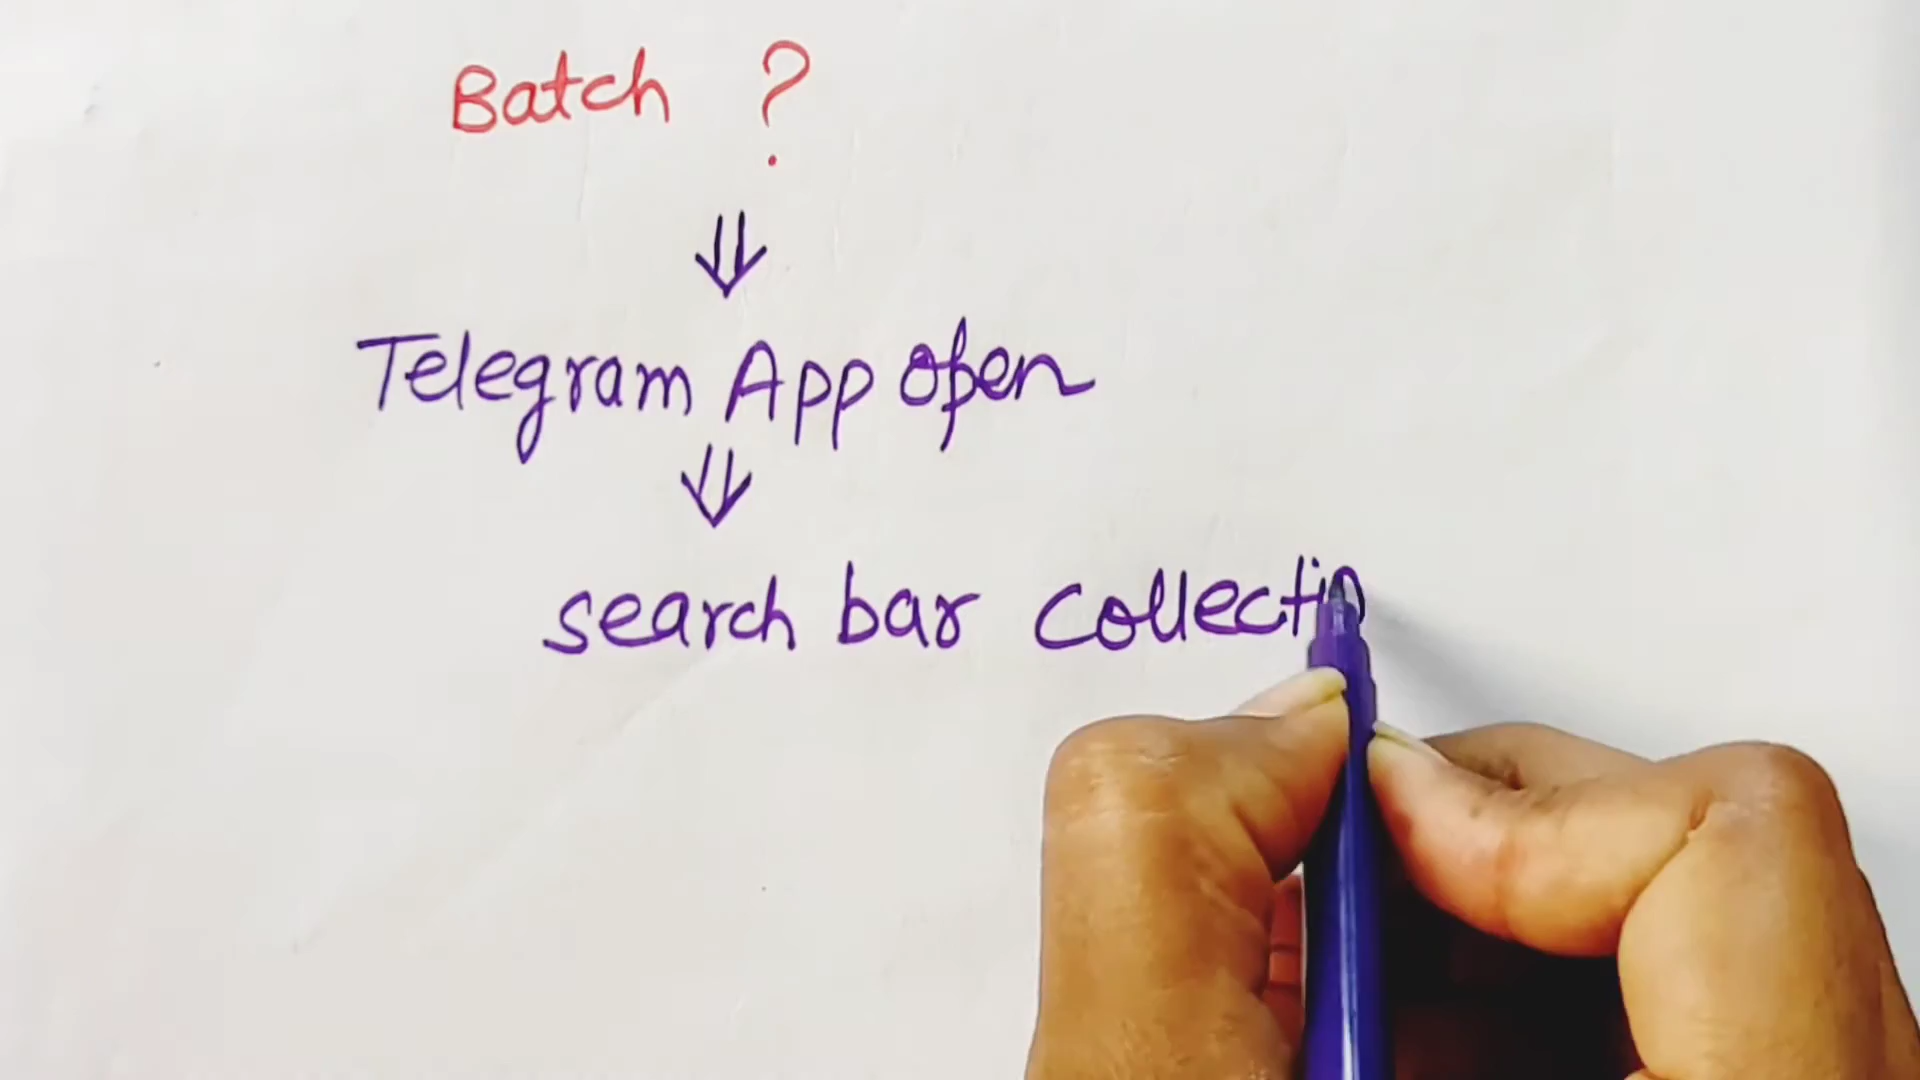 Batch ?
⇓
Telegram App open
⇓
search bar Collectio